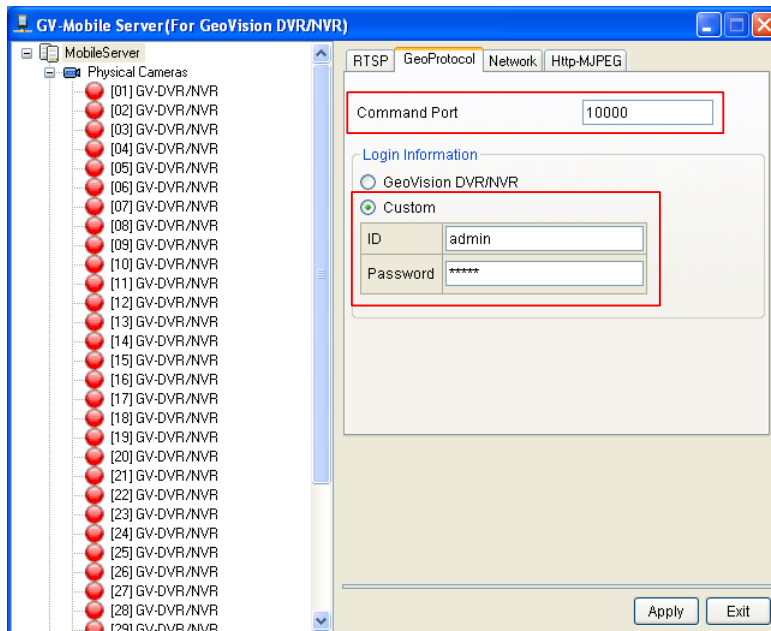 GV-Mobile Server(For GeoVision DVR/NVR)
MobileServer
Physical Cameras
[01] GV-DVR/NVR
[02] GV-DVR/NVR
[03] GV-DVR/NVR
[04] GV-DVR/NVR
[05] GV-DVR/NVR
[06] GV-DVR/NVR
[07] GV-DVR/NVR
[08] GV-DVR/NVR
[09] GV-DVR/NVR
[10] GV-DVR/NVR
[11] GV-DVR/NVR
[12] GV-DVR/NVR
[13] GV-DVR/NVR
[14] GV-DVR/NVR
[15] GV-DVR/NVR
[16] GV-DVR/NVR
[17] GV-DVR/NVR
[18] GV-DVR/NVR
[19] GV-DVR/NVR
[20] GV-DVR/NVR
[21] GV-DVR/NVR
[22] GV-DVR/NVR
[23] GV-DVR/NVR
[24] GV-DVR/NVR
[25] GV-DVR/NVR
[26] GV-DVR/NVR
[27] GV-DVR/NVR
[28] GV-DVR/NVR
[29] GV-DVR/NVR
RTSP GeoProtocol Network Http-MJPEG
Command Port 10000
Login Information
GeoVision DVR/NVR
Custom
ID admin
Password *****
Apply Exit